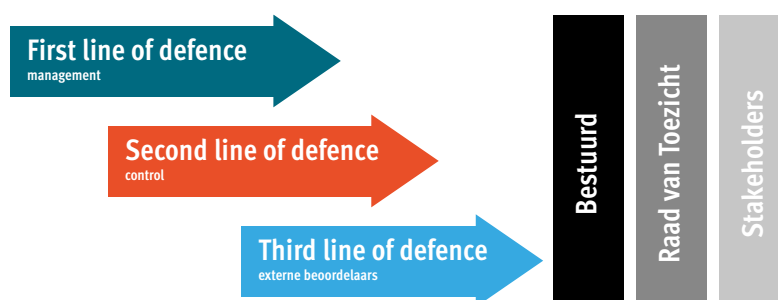 First line of defence
management
Second line of defence
control
Third line of defence
externe beoordelaars
Bestuurd
Raad van Toezicht
Stakeholders